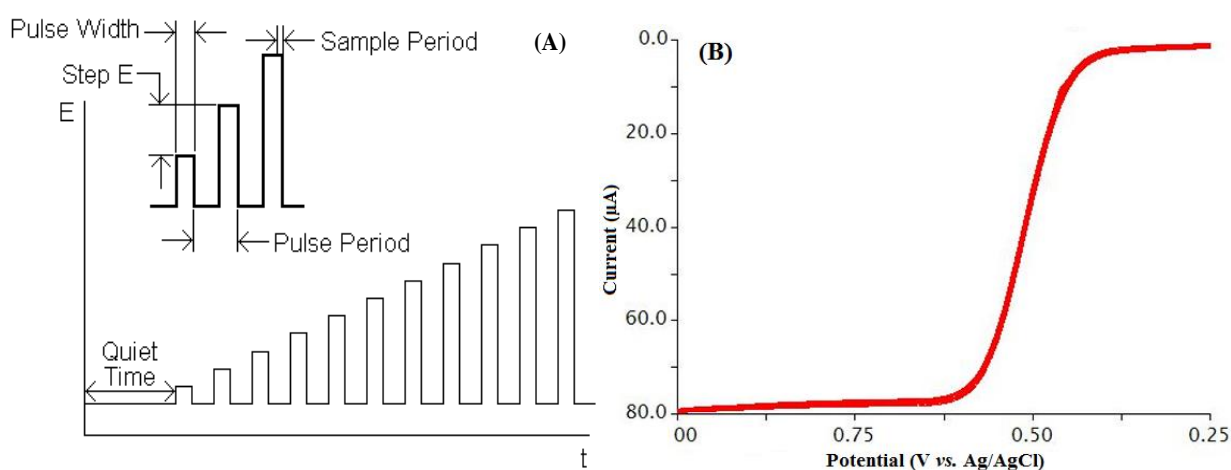 Pulse Width
Sample Period
(A)
Step E
E
Pulse Period
Quiet
Time
t
(B)
0.0
20.0
40.0
60.0
80.0
Current (µA)
00
0.75
0.50
0.25
Potential (V vs. Ag/AgCl)